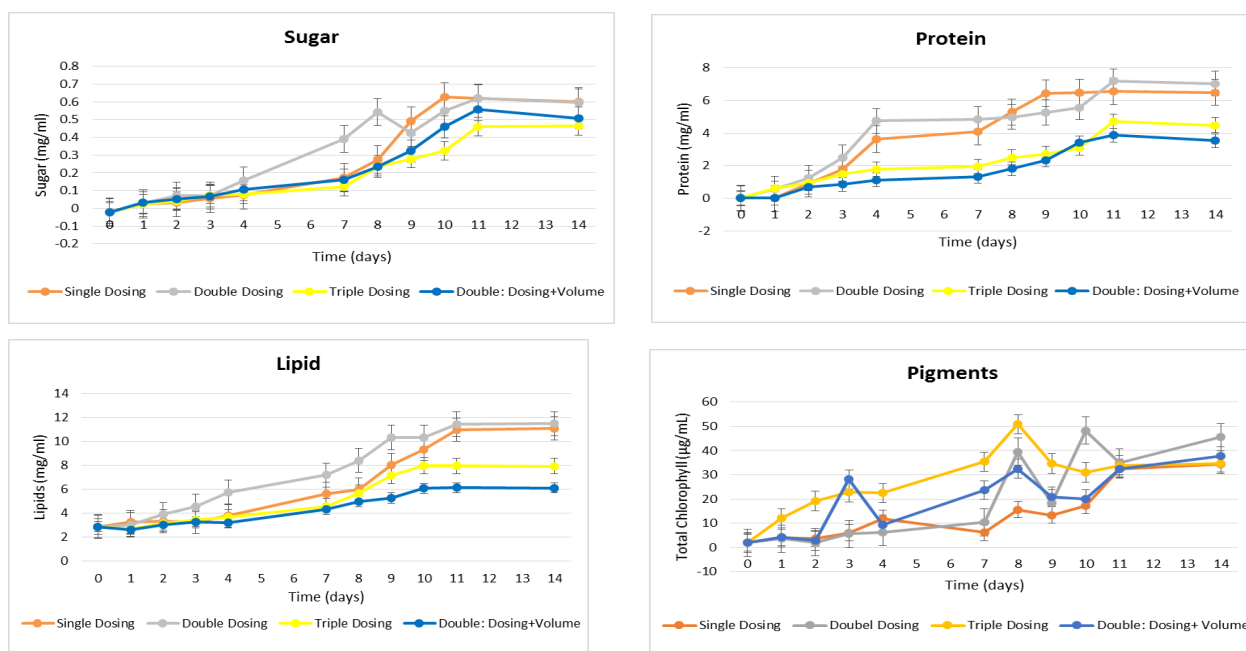 Sugar
Sugar (mg/ml)
0.8
0.7
0.6
0.5
0.4
0.3
0.2
0.1
0
-0.1
0.2
0 1 2 3 4 5 6 7 8 9 10 11 12 13 14
Time (days)
Single Dosing Double Dosing Triple Dosing Double: Dosing+Volume
Protein
Protein (mg/ml)
8
6
4
2
0
-2
0 1 2 3 4 5 6 7 8 9 10 11 12 13 14
Time (days)
Single Dosing Double Dosing Triple Dosing Double: Dosing+Volume
Lipid
Lipids (mg/ml)
14
12
10
8
6
4
2
0
0 1 2 3 4 5 6 7 8 9 10 11 12 13 14
Time (days)
Single Dosing Double Dosing Triple Dosing Double: Dosing+Volume
Pigments
Total Chlorophyll (µg/mL)
60
50
40
30
20
10
0
-10
0 1 2 3 4 5 6 7 8 9 10 11 12 13 14
Time (days)
Single Dosing Doubel Dosing Triple Dosing Double: Dosing+ Volume